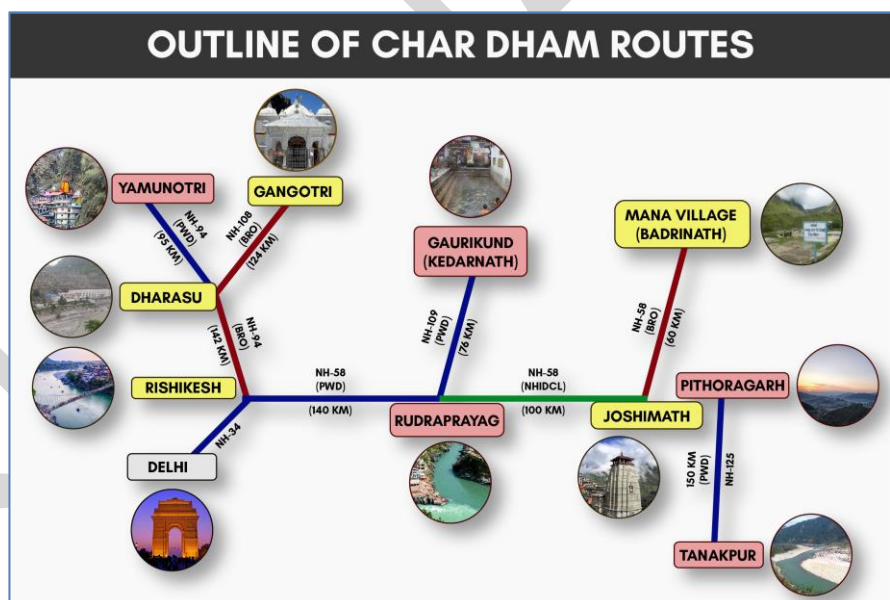 OUTLINE OF CHAR DHAM ROUTES
YAMUNOTRI
GANGOTRI
NH-94
(PWD)
(95 KM)
NH-108
(BRO)
(124 KM)
GAURIKUND
(KEDARNATH)
MANA VILLAGE
(BADRINATH)
DHARASU
NH-94
(BRO)
(142 KM)
NH-109
(PWD)
(76 KM)
NH-58
(BRO)
(60 KM)
RISHIKESH
NH-58
(PWD)
(140 KM)
NH-58
(NHIDCL)
(100 KM)
PITHORAGARH
RUDRAPRAYAG
JOSHIMATH
NH-34
DELHI
150 KM
(PWD)
NH-125
TANAKPUR